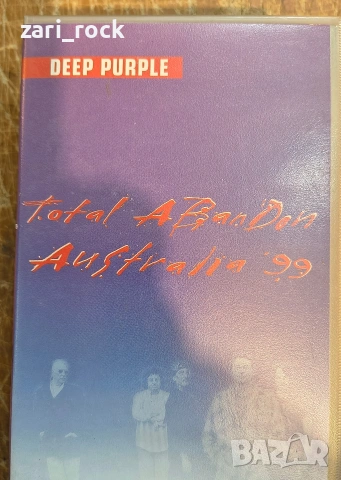 zari_rock
DEEP PURPLE
Total ABanDon
Australia '99
BAZAR